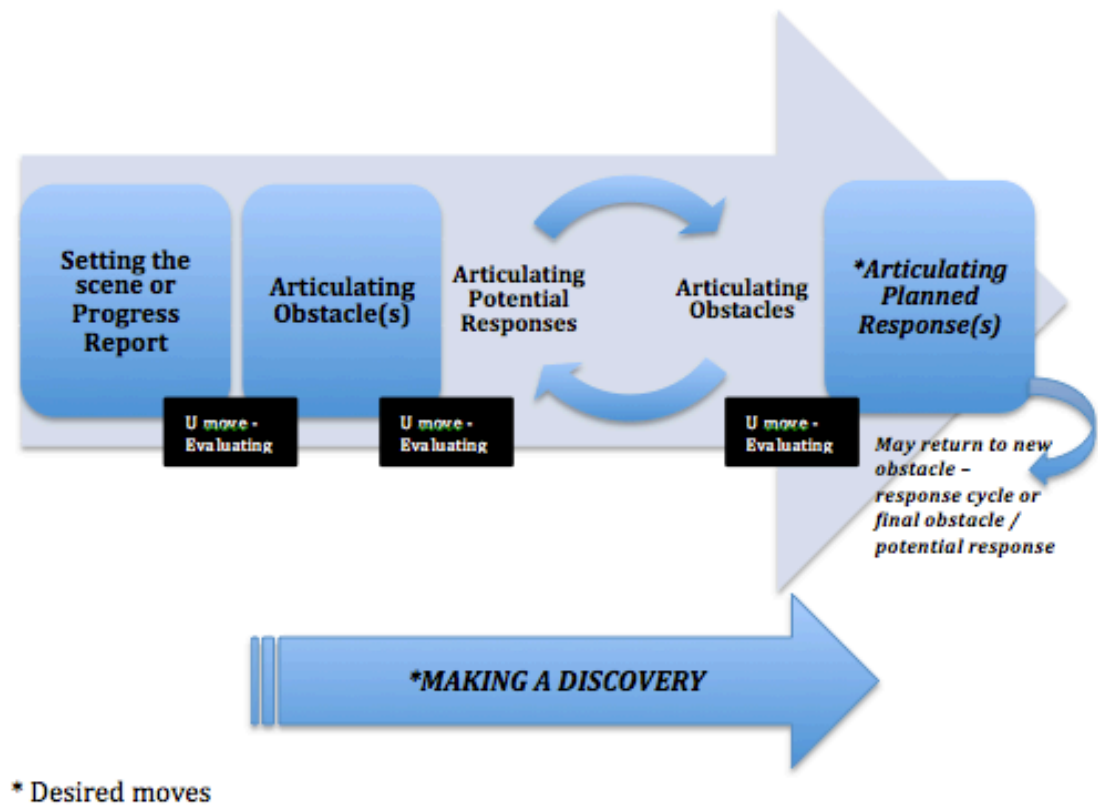 Setting the
scene or
Progress
Report
Articulating
Obstacle(s)
Articulating
Potential
Responses
Articulating
Obstacles
*Articulating
Planned
Response(s)
U move -
Evaluating
U move -
Evaluating
U move -
Evaluating
May return to new
obstacle –
response cycle or
final obstacle /
potential response
*MAKING A DISCOVERY
* Desired moves